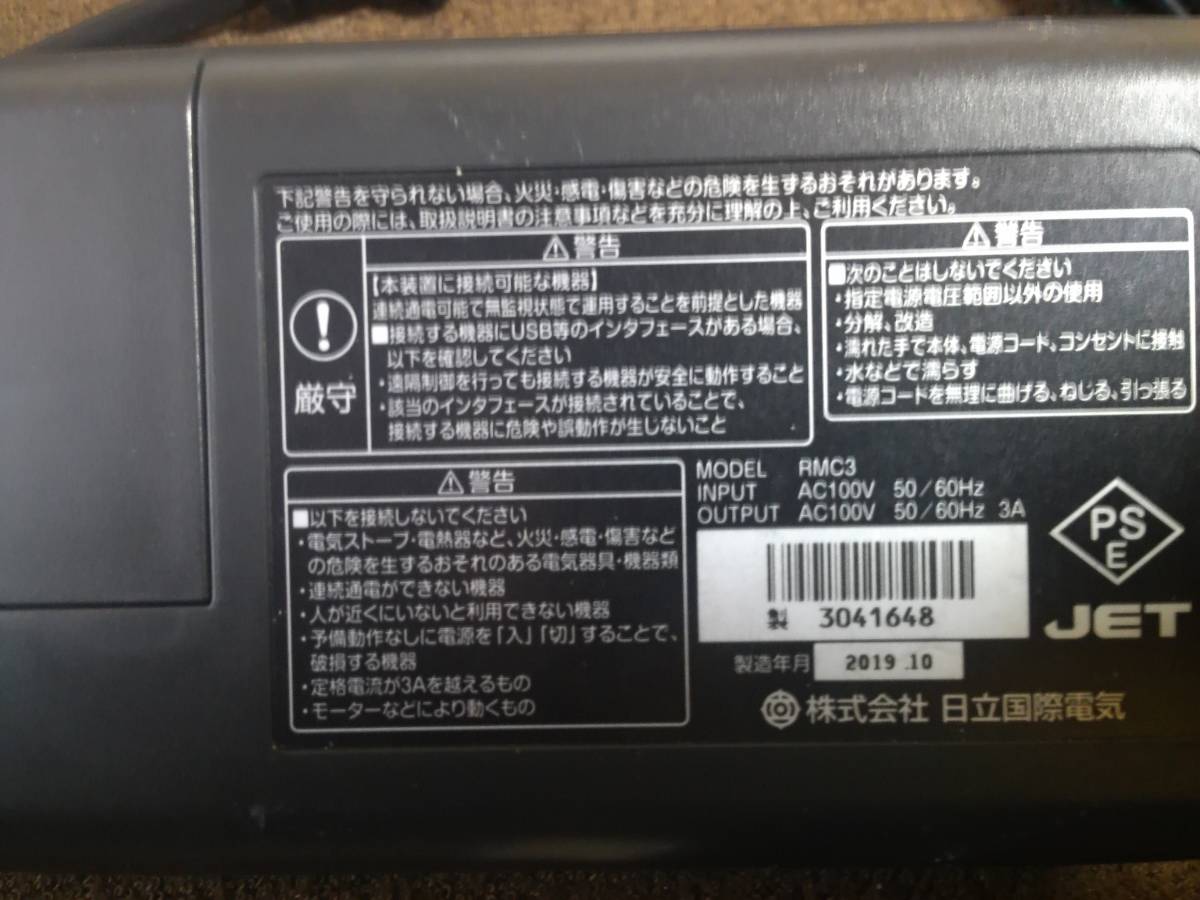 下記警告を守られない場合、火災・感電・傷害などの危険を生するおそれがあります。
ご使用の際には、取扱説明書の注意事項などを充分に理解の上、ご利用ください。
厳守
警告
【本装置に接続可能な機器】
連続通電可能で無監視状態で運用することを前提とした機器
■接続する機器にUSB等のインタフェースがある場合、
以下を確認してください
・遠隔制御を行っても接続する機器が安全に動作すること
・該当のインタフェースが接続されていることで、
接続する機器に危険や誤動作が生じないこと
警告
■次のことはしないでください
・指定電源電圧範囲以外の使用
・分解、改造
・濡れた手で本体、電源コード、コンセントに接触
・水などで濡らす
・電源コードを無理に曲げる、ねじる、引っ張る
警告
■以下を接続しないでください
・電気ストーブ・電熱器など、火災・感電・傷害など
の危険を生するおそれのある電気器具・機器類
・連続通電ができない機器
・人が近くにいないと利用できない機器
・予備動作なしに電源を「入」「切」することで、
破損する機器
・定格電流が3Aを越えるもの
・モーターなどにより動くもの
MODEL RMC3
INPUT AC100V 50/60Hz
OUTPUT AC100V 50/60Hz 3A
製 3041648
製造年月 2019.10
株式会社 日立国際電気
PS
E
JET